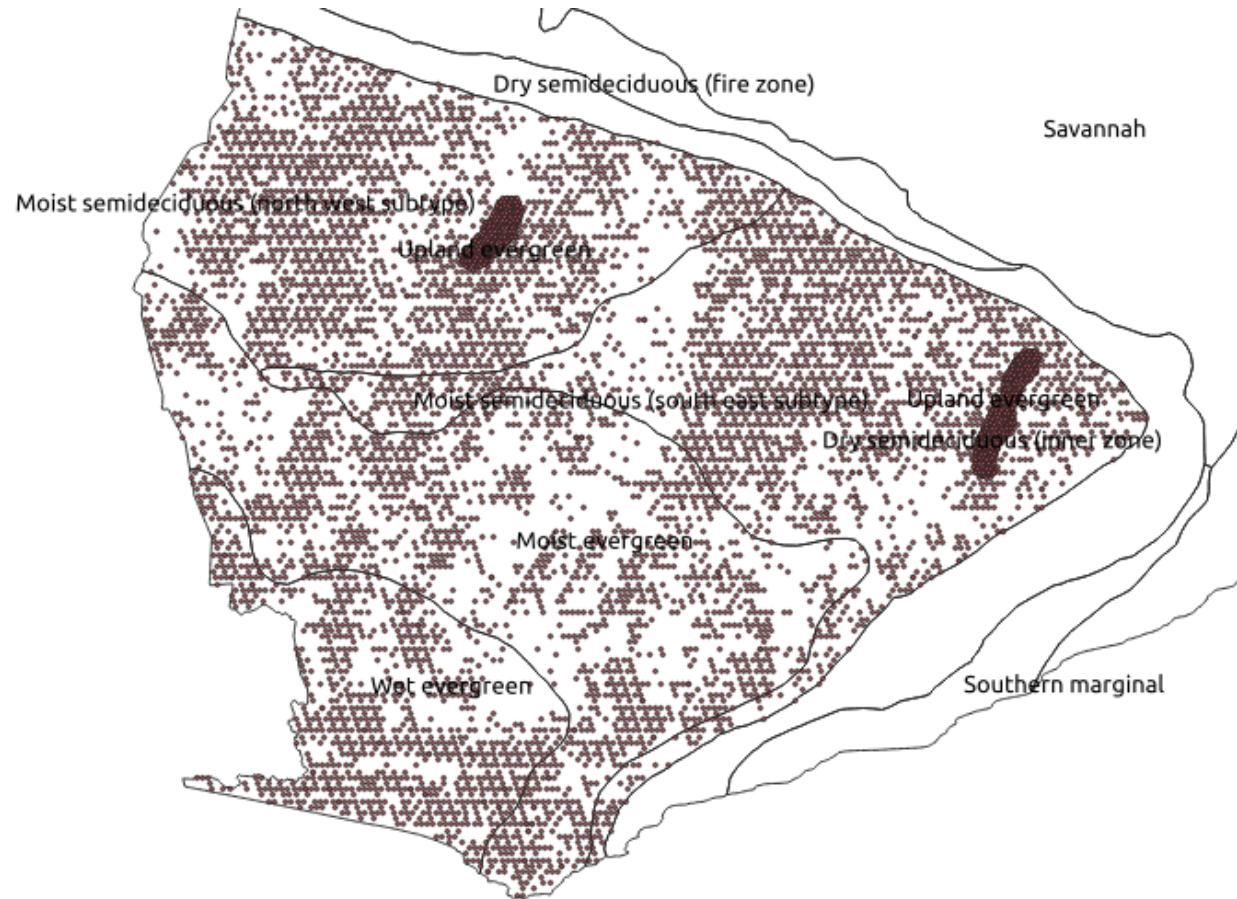 Dry semideciduous (fire zone)
Savannah
Moist semideciduous (north west subtype)
Upland evergreen
Moist semideciduous (south east subtype)
Upland evergreen
Dry semideciduous (inner zone)
Moist evergreen
Wet evergreen
Southern marginal